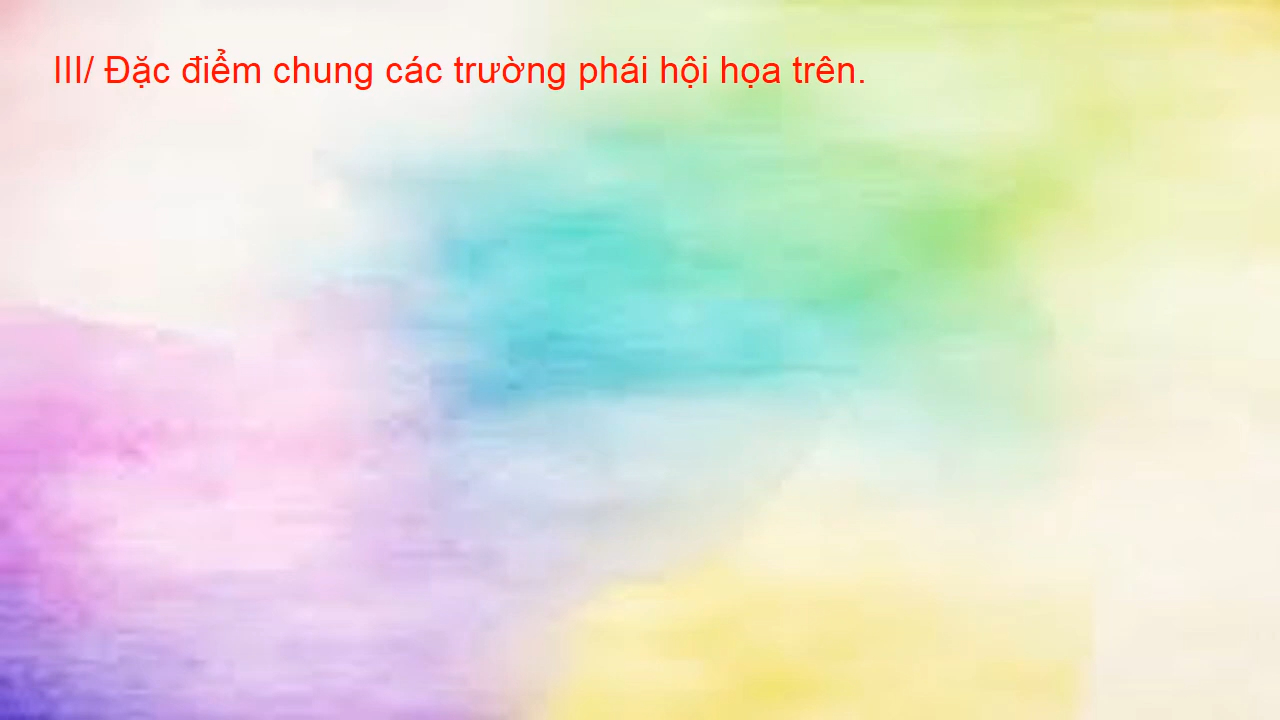 III/ Đặc điểm chung các trường phái hội họa trên.